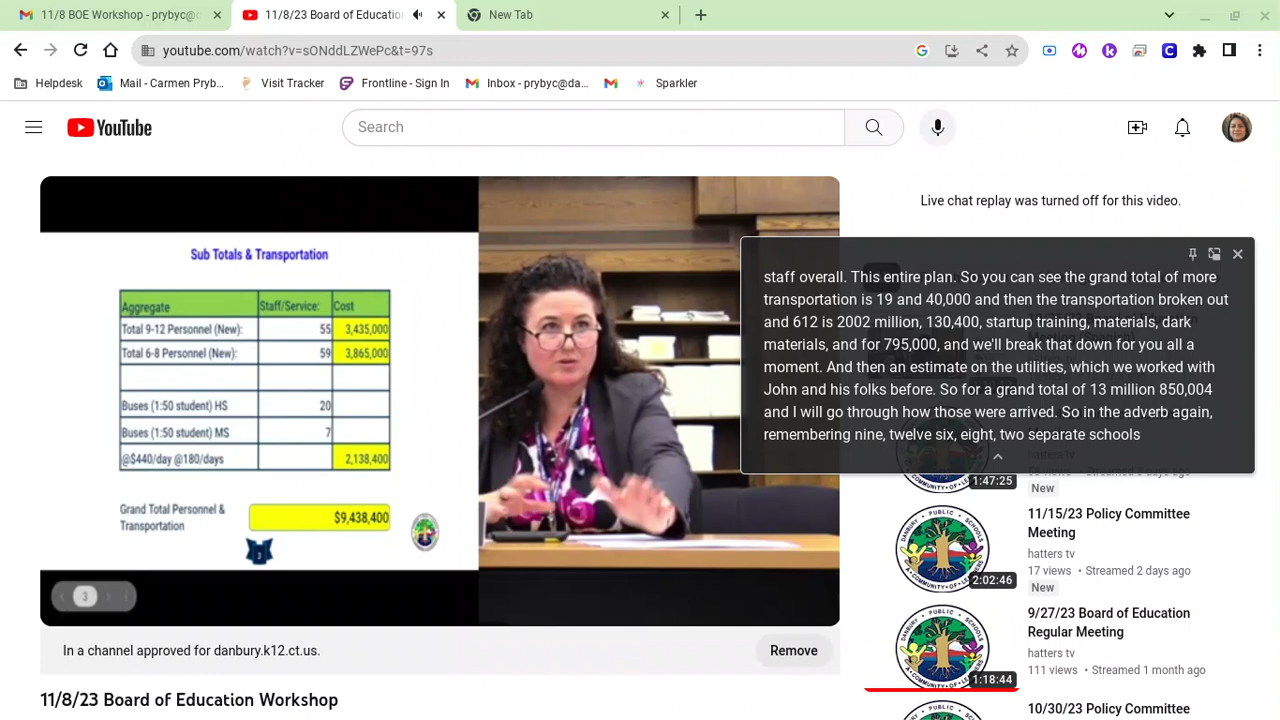 11/8 BOE Workshop - prybyc@d
11/8/23 Board of Education
New Tab
youtube.com/watch?v=sONddLZWePc&t=97s
Helpdesk
Mail - Carmen Pryb...
Visit Tracker
Frontline - Sign In
Inbox - prybyc@da...
Sparkler
YouTube
Search
Sub Totals & Transportation
Aggregate Staff/Service: Cost
Total 9-12 Personnel (New): 55 3,435,000
Total 6-8 Personnel (New): 59 3,865,000
Buses (1:50 student) HS 20
Buses (1:50 student) MS 7
@$440/day @180/days 2,138,400
Grand Total Personnel &
Transportation
$9,438,400
3
3
In a channel approved for danbury.k12.ct.us.
Remove
11/8/23 Board of Education Workshop
Live chat replay was turned off for this video.
staff overall. This entire plan. So you can see the grand total of more
transportation is 19 and 40,000 and then the transportation broken out
and 612 is 2002 million, 130,400, startup training, materials, dark
materials, and for 795,000, and we'll break that down for you all a
moment. And then an estimate on the utilities, which we worked with
John and his folks before. So for a grand total of 13 million 850,004
and I will go through how those were arrived. So in the adverb again,
remembering nine, twelve six, eight, two separate schools
1:47:25
New
11/15/23 Policy Committee
Meeting
hatters tv
17 views • Streamed 2 days ago
New
2:02:46
9/27/23 Board of Education
Regular Meeting
hatters tv
111 views • Streamed 1 month ago
1:18:44
10/30/23 Policy Committee